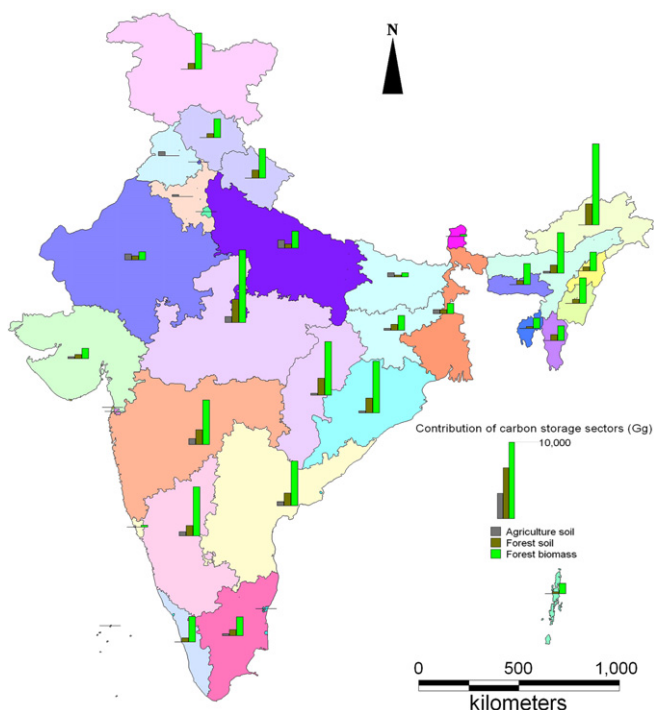 N
Contribution of carbon storage sectors (Gg)
10,000
Agriculture soil
Forest soil
Forest biomass
0 500 1,000
kilometers